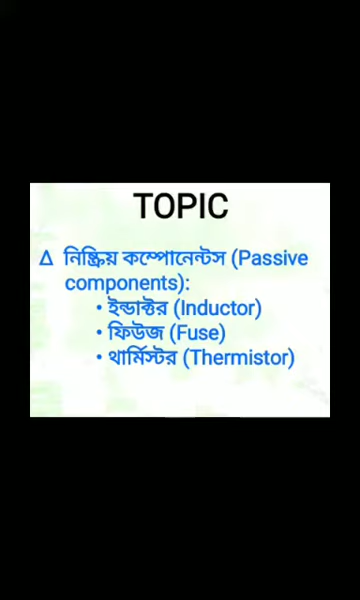 TOPIC
Δ নিষ্ক্রিয় কম্পোনেন্টস (Passive
components):
• ইন্ডাক্টর (Inductor)
• ফিউজ (Fuse)
• থার্মিস্টর (Thermistor)